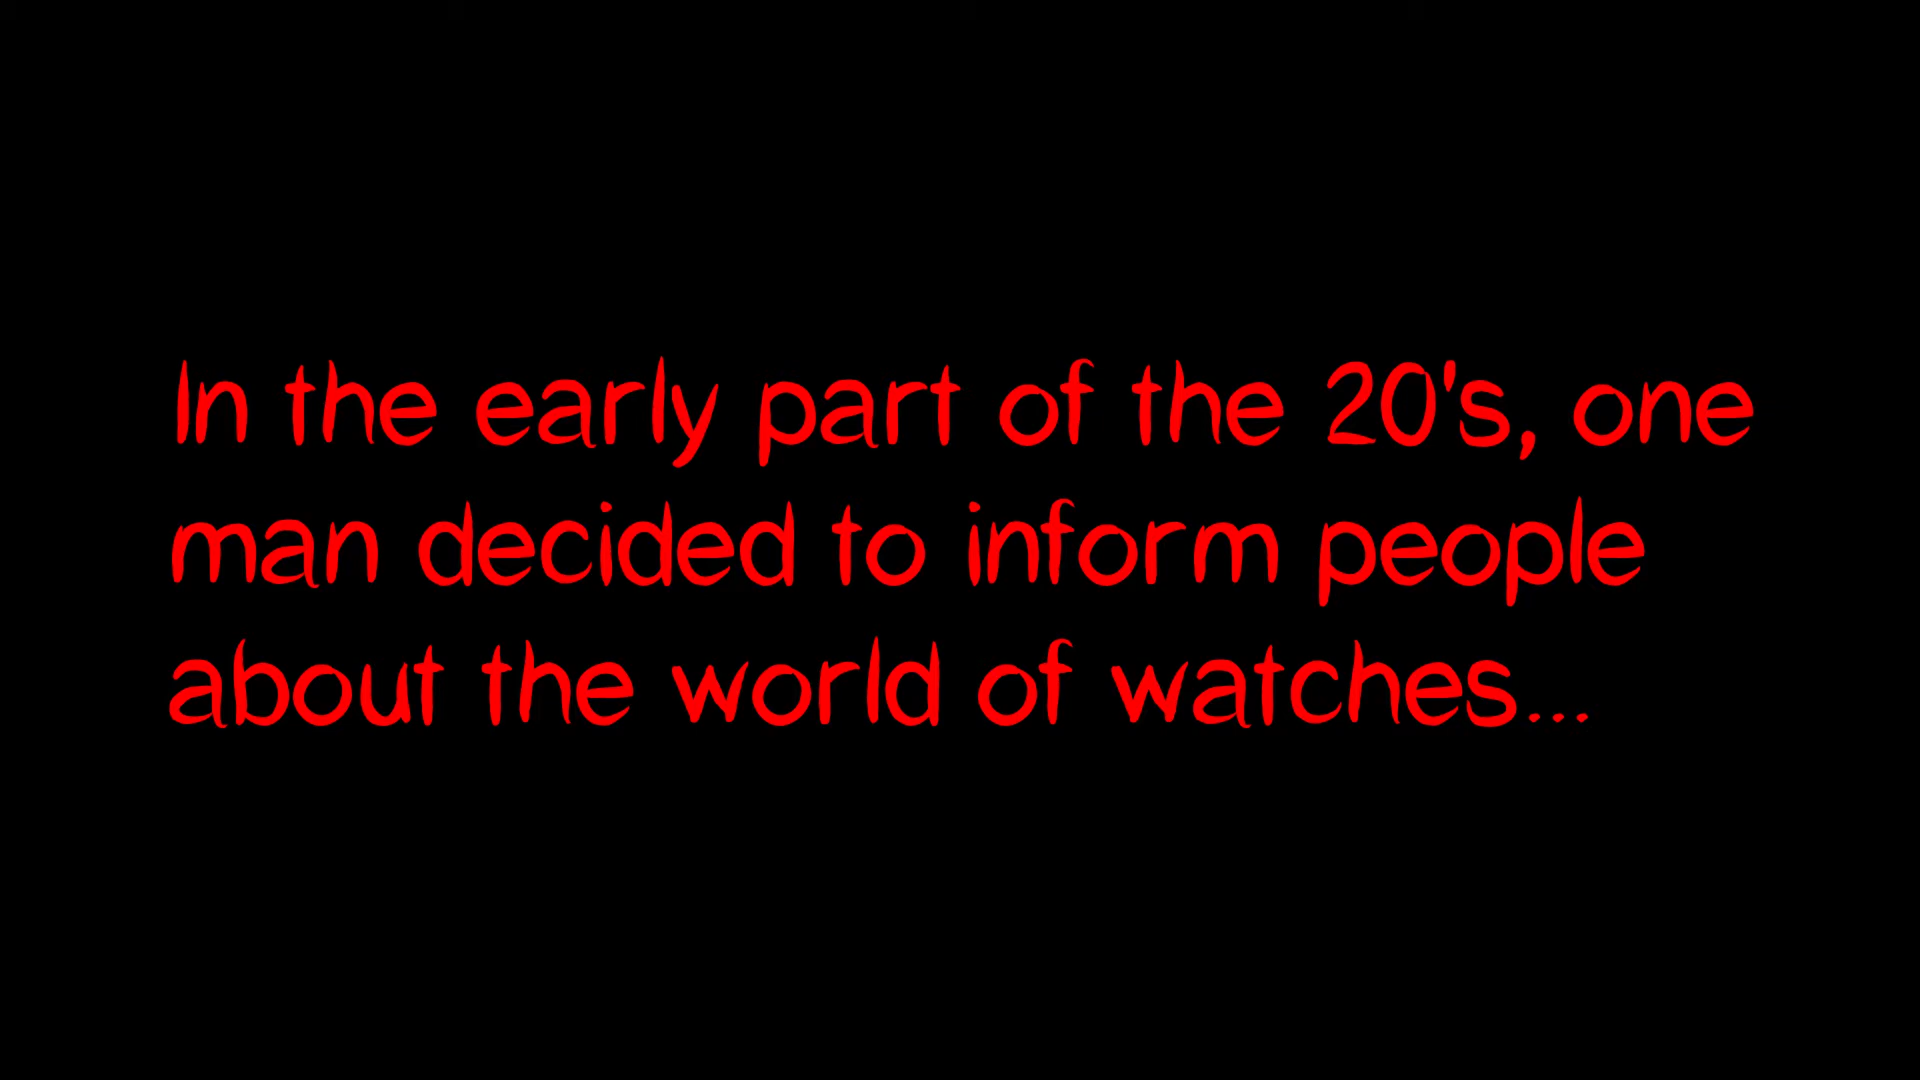 In the early part of the 20's, one
man decided to inform people
about the world of watches...